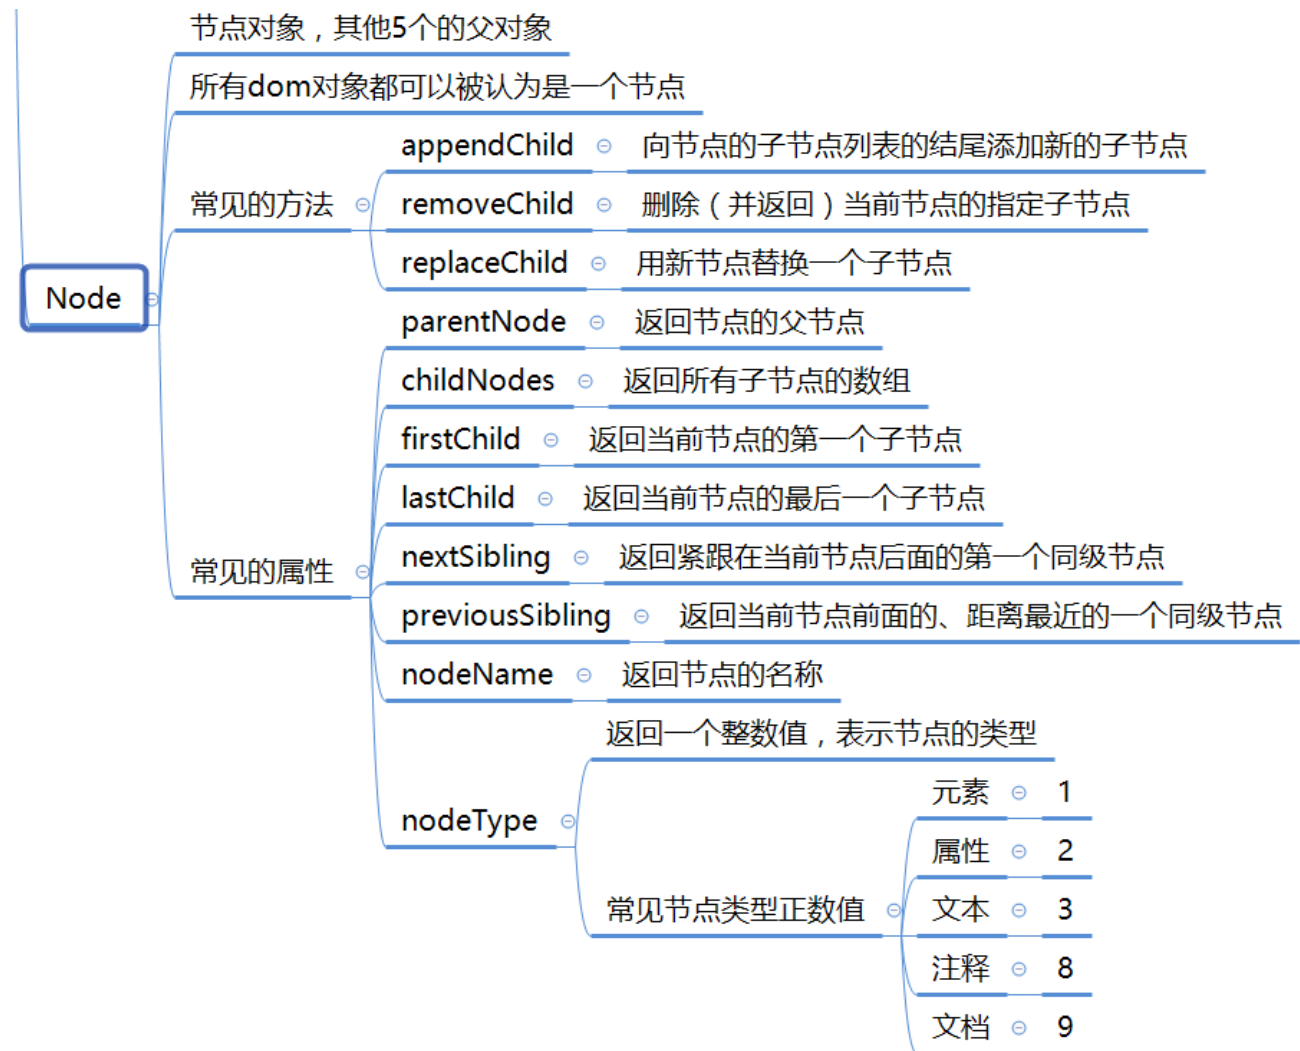 节点对象，其他5个的父对象
所有dom对象都可以被认为是一个节点
appendChild 向节点的子节点列表的结尾添加新的子节点
常见的方法 removeChild 删除（并返回）当前节点的指定子节点
replaceChild 用新节点替换一个子节点
Node
parentNode 返回节点的父节点
childNodes 返回所有子节点的数组
firstChild 返回当前节点的第一个子节点
lastChild 返回当前节点的最后一个子节点
nextSibling 返回紧跟在当前节点后面的第一个同级节点
常见的属性
previousSibling 返回当前节点前面的、距离最近的一个同级节点
nodeName 返回节点的名称
返回一个整数值，表示节点的类型
nodeType
元素 1
属性 2
常见节点类型正数值 文本 3
注释 8
文档 9